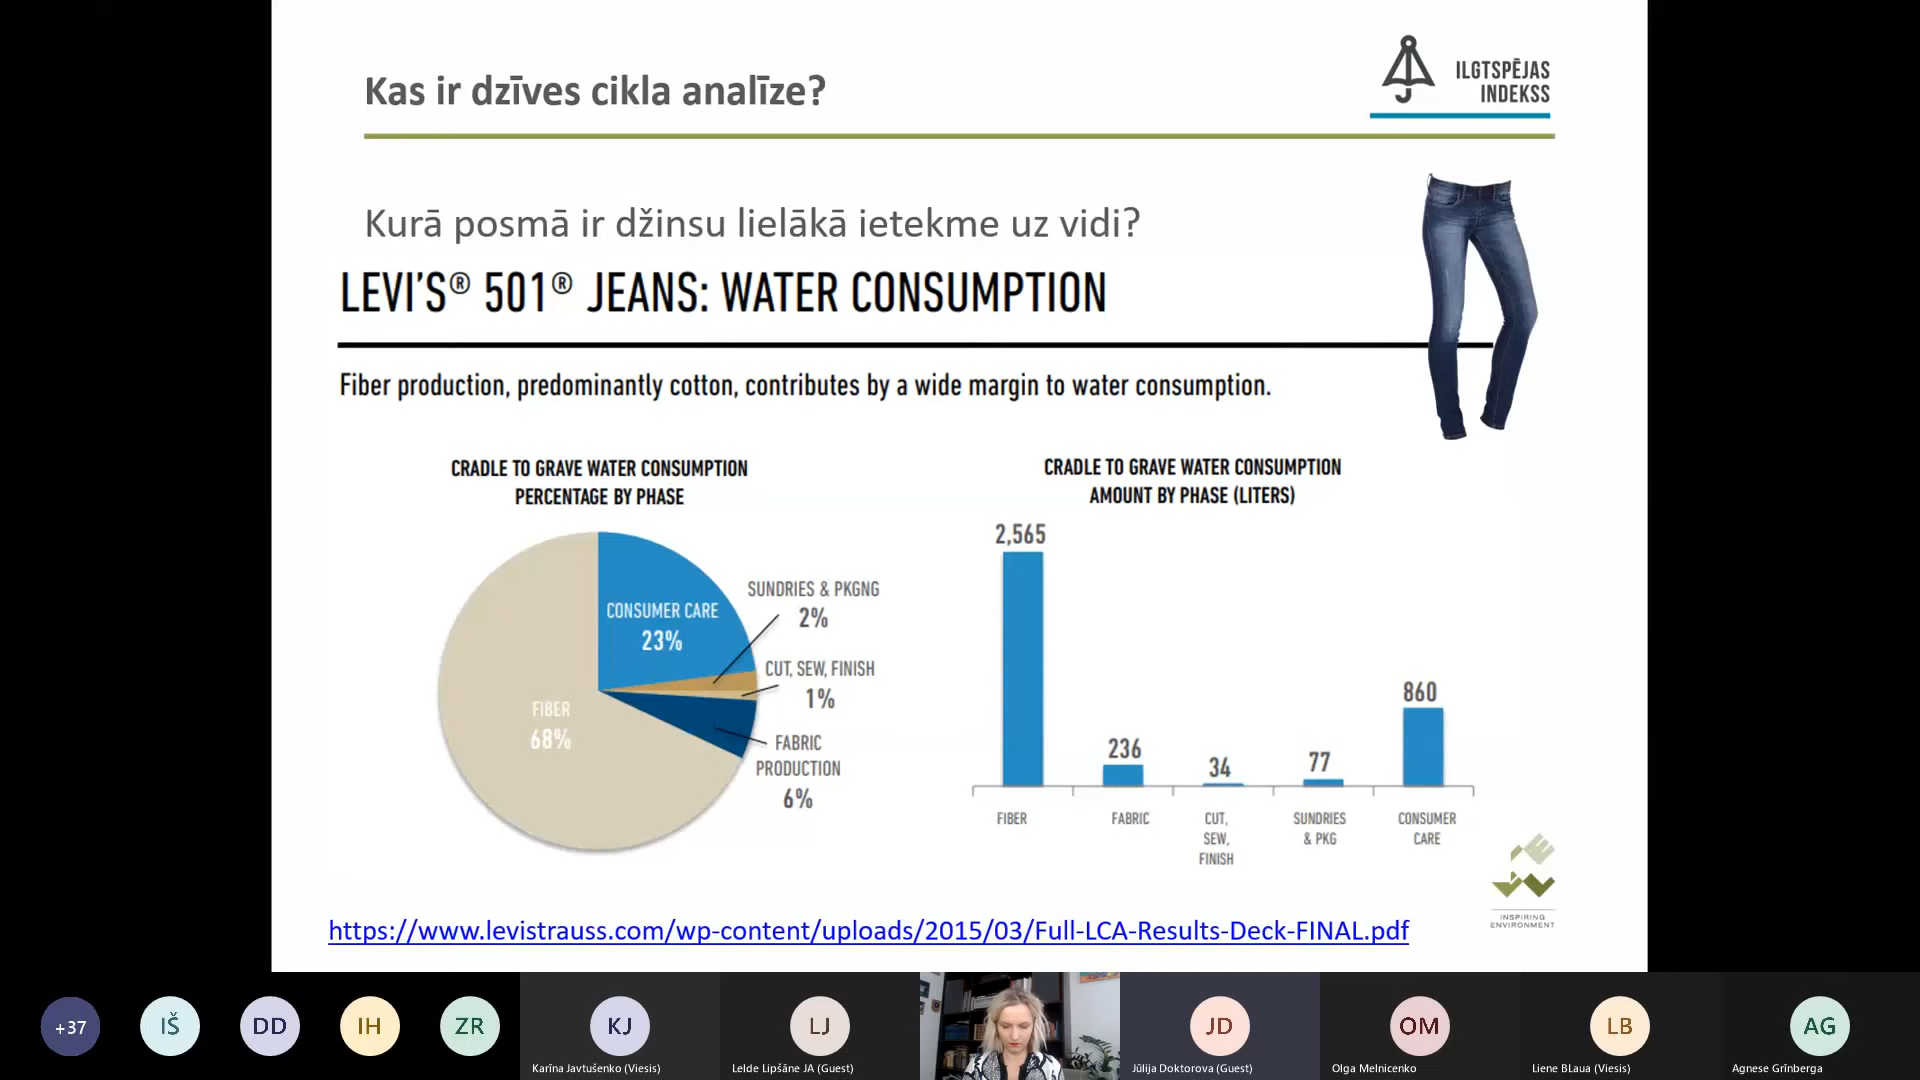 Kas ir dzīves cikla analīze?
ILGTSPĒJAS
INDEKSS
Kurā posmā ir džinsu lielākā ietekme uz vidi?
LEVI'S® 501® JEANS: WATER CONSUMPTION
Fiber production, predominantly cotton, contributes by a wide margin to water consumption.
CRADLE TO GRAVE WATER CONSUMPTION
PERCENTAGE BY PHASE
CONSUMER CARE
23%
SUNDRIES & PKGNG
2%
CUT, SEW, FINISH
1%
FABRIC
PRODUCTION
6%
FIBER
68%
CRADLE TO GRAVE WATER CONSUMPTION
AMOUNT BY PHASE (LITERS)
2,565
236
34
77
860
FIBER
FABRIC
CUT,
SEW,
FINISH
SUNDRIES
& PKG
CONSUMER
CARE
INSPIRING
ENVIRONMENT
https://www.levistrauss.com/wp-content/uploads/2015/03/Full-LCA-Results-Deck-FINAL.pdf
+37
IŠ
DD
IH
ZR
KJ
Karīna Javtušenko (Viesis)
LJ
Lelde Lipšāne JA (Guest)
JD
Jūlija Doktorova (Guest)
OM
Olga Melnicenko
LB
Liene BLaua (Viesis)
AG
Agnese Grīnberga